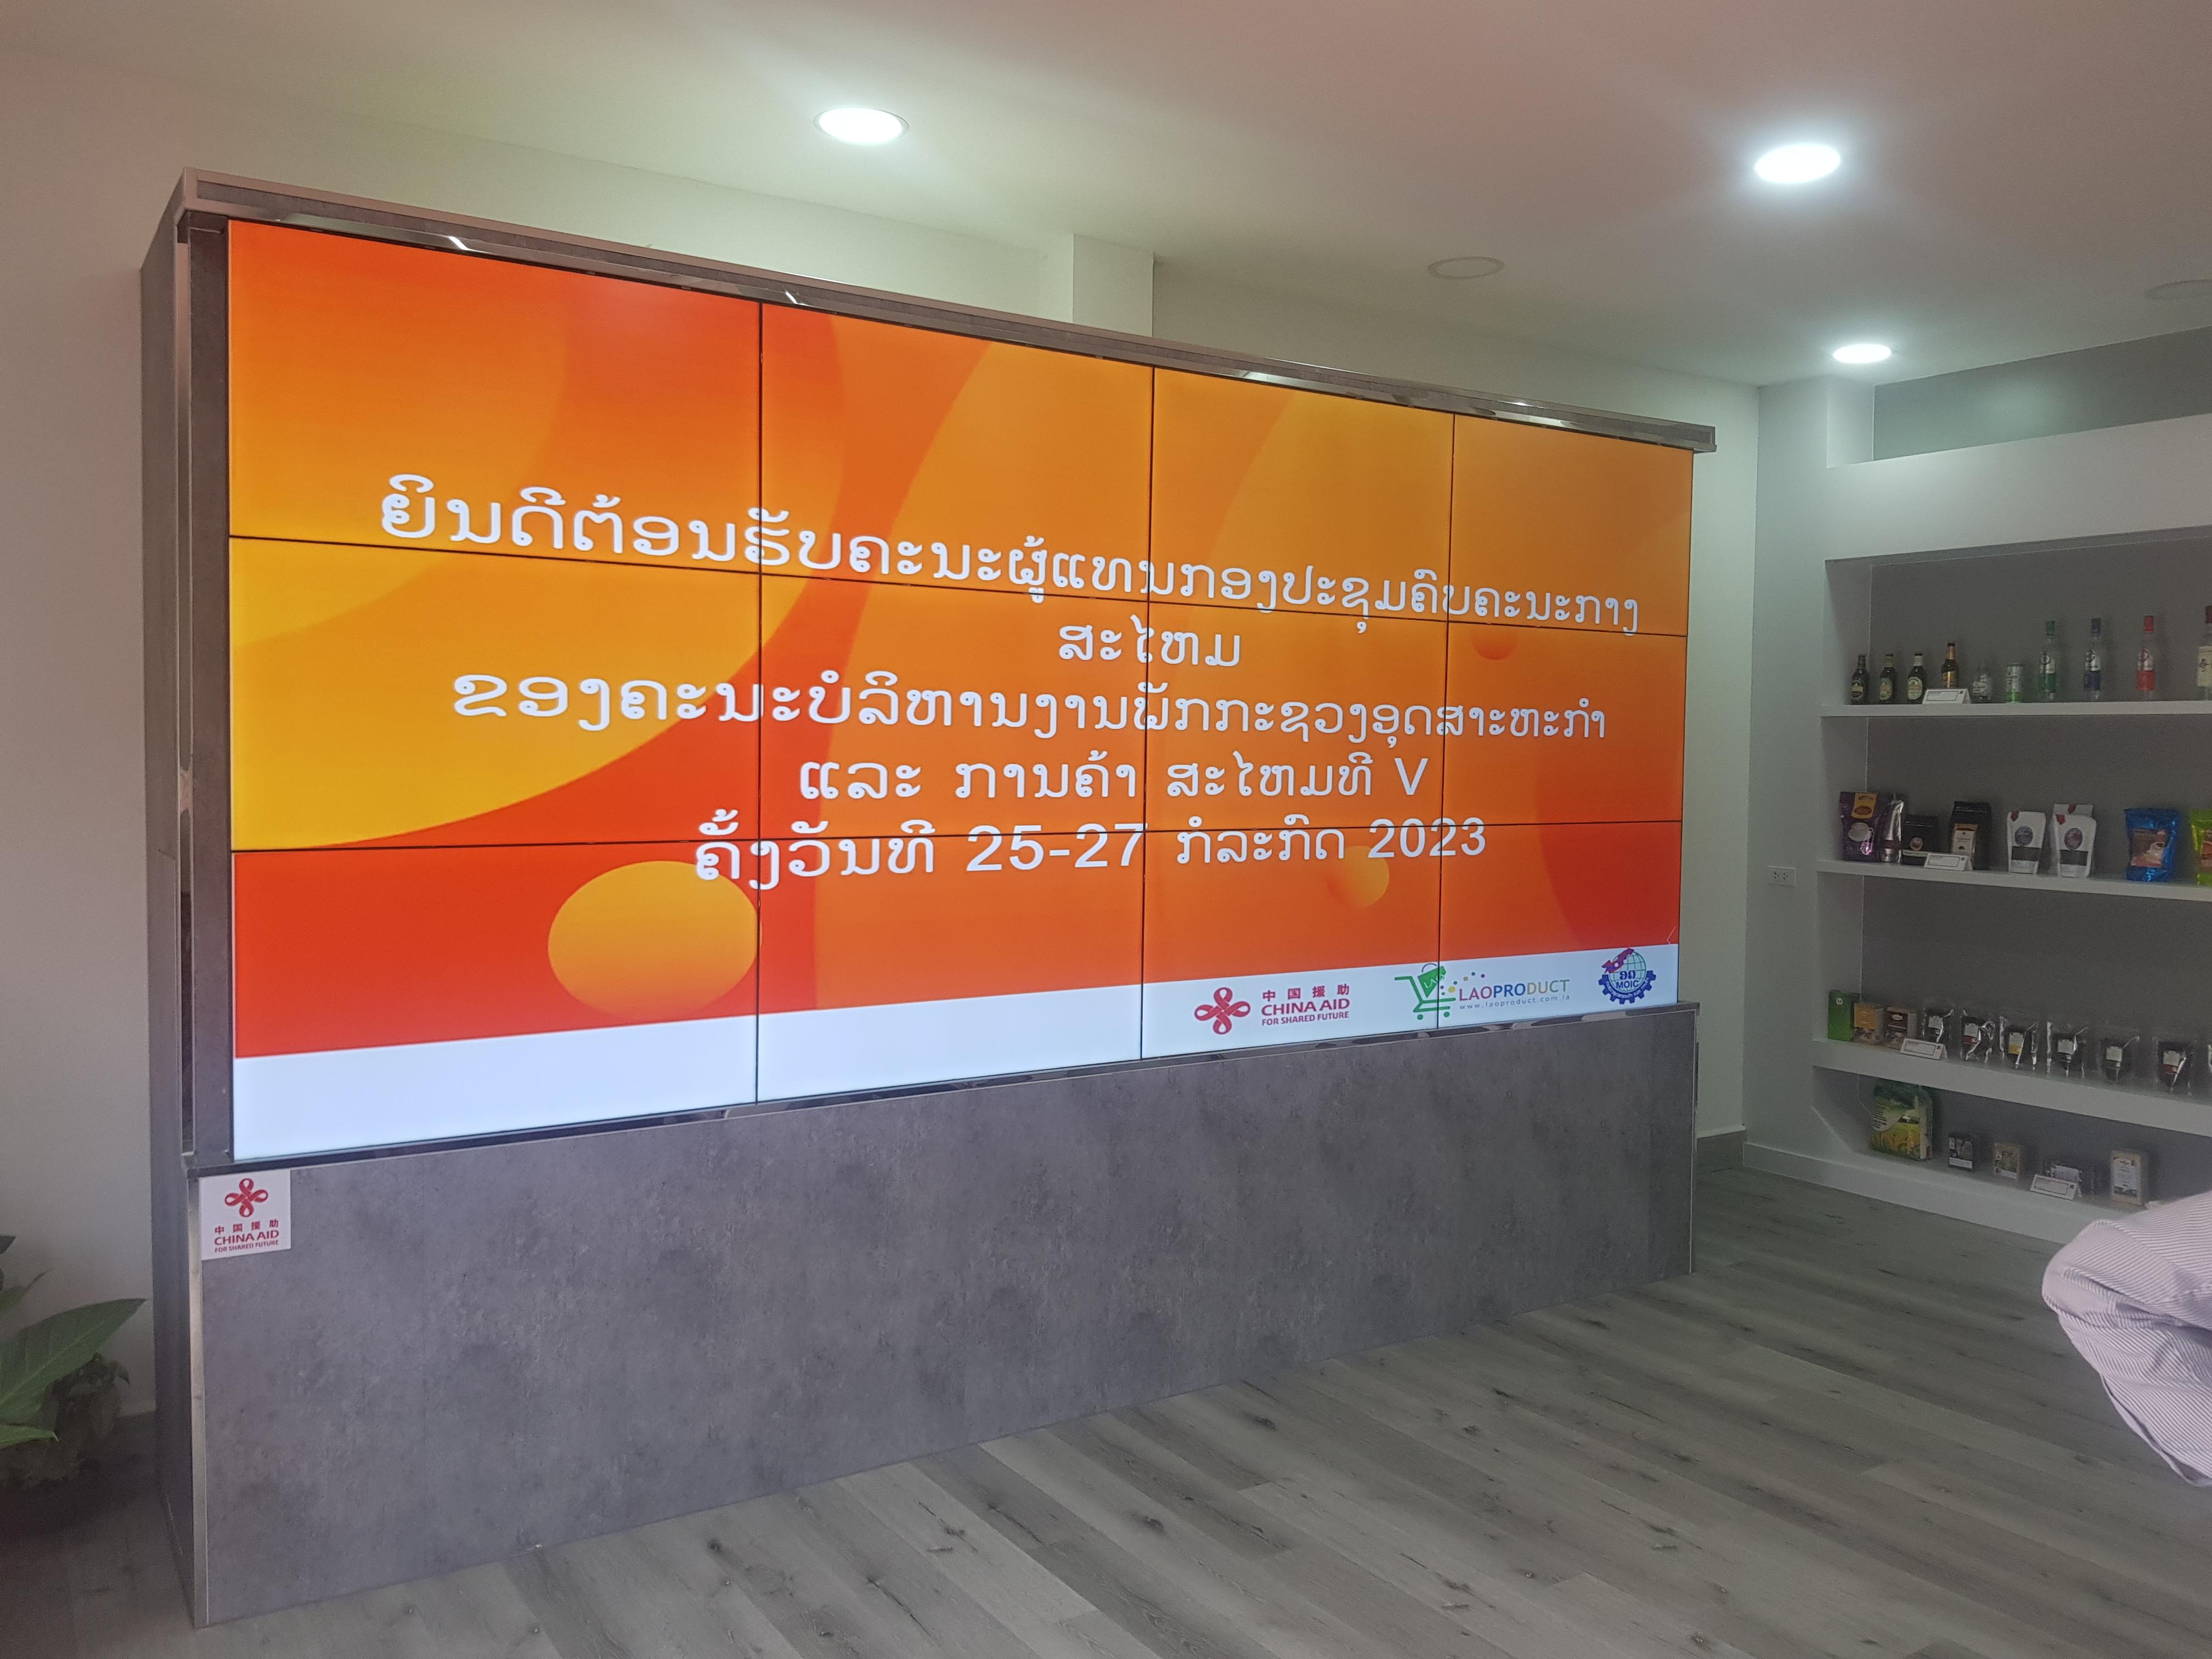 ຍິນດີຕ້ອນຮັບຄະນະຜູ້ແທນກອງປະຊຸມຄົບຄະນະກາງ
ສະໄຫມ
ຂອງຄະນະບໍລິຫານງານພັກກະຊວງອຸດສາະຫະກຳ
ແລະ ການຄ້າ ສະໄຫມທີ V
ຄັ້ງວັນທີ 25-27 ກໍລະກົດ 2023
中国援助
CHINA AID
FOR SHARED FUTURE
LAO
LAOPRODUCT
www.laoproduct.com.la
ອຄ
MOIC
中国援助
CHINA AID
FOR SHARED FUTURE